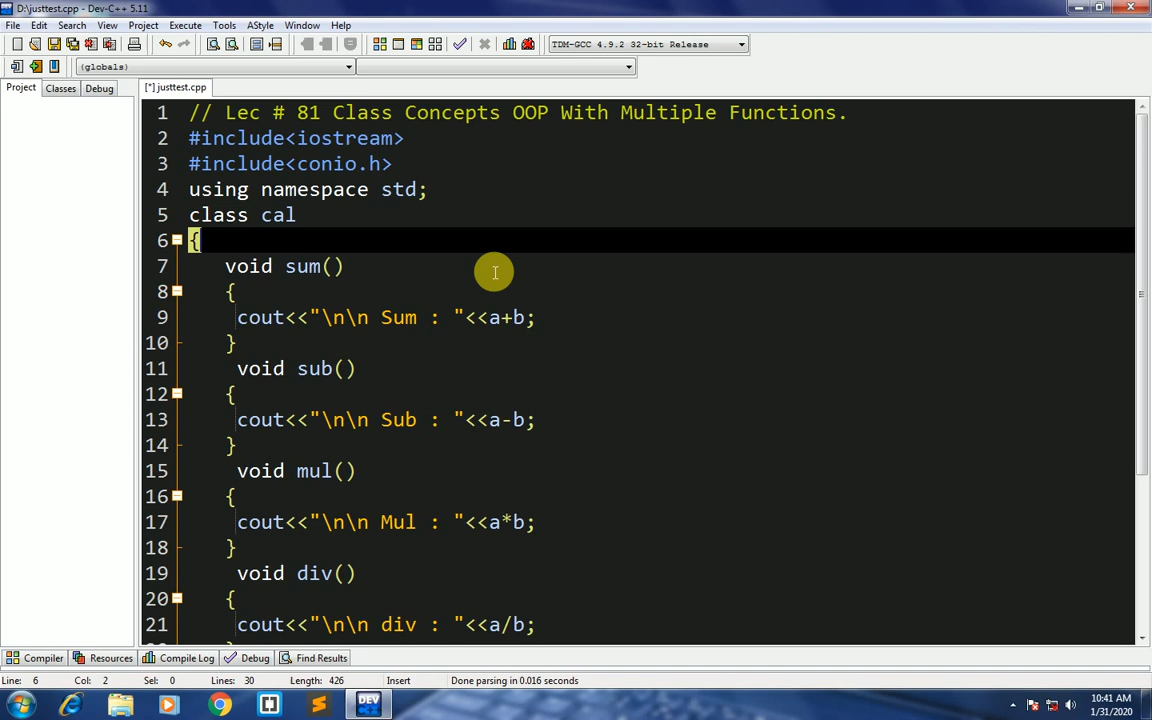 D:\justtest.cpp - Dev-C++ 5.11
File Edit Search View Project Execute Tools AStyle Window Help
TDM-GCC 4.9.2 32-bit Release
(globals)
Project Classes Debug [*] justtest.cpp
1 // Lec # 81 Class Concepts OOP With Multiple Functions.
2 #include<iostream>
3 #include<conio.h>
4 using namespace std;
5 class cal
6 {
7 void sum()
8 {
9 cout<<"\n\n Sum : "<<a+b;
10 }
11 void sub()
12 {
13 cout<<"\n\n Sub : "<<a-b;
14 }
15 void mul()
16 {
17 cout<<"\n\n Mul : "<<a*b;
18 }
19 void div()
20 {
21 cout<<"\n\n div : "<<a/b;
Compiler Resources Compile Log Debug Find Results
Line: 6 Col: 2 Sel: 0 Lines: 30 Length: 426 Insert Done parsing in 0.016 seconds
DEV
10:41 AM
1/31/2020